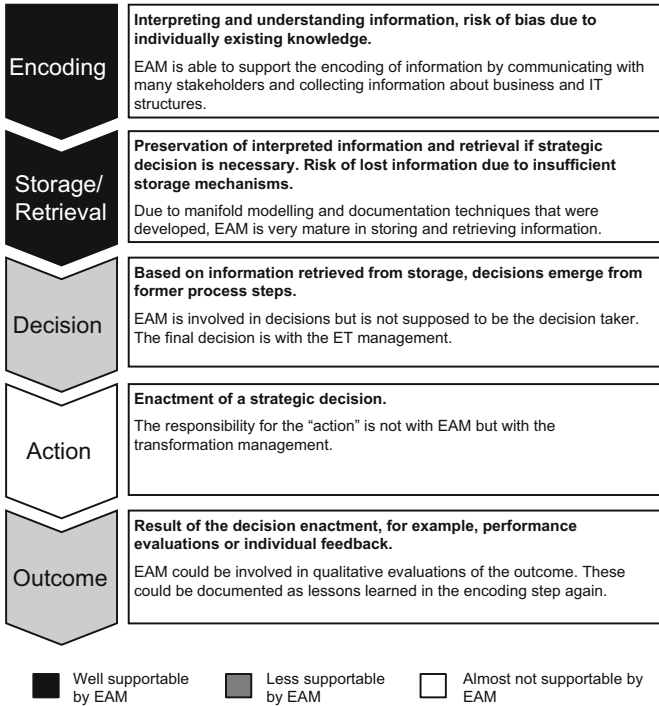 Encoding
Interpreting and understanding information, risk of bias due to
individually existing knowledge.
EAM is able to support the encoding of information by communicating with
many stakeholders and collecting information about business and IT
structures.
Storage/
Retrieval
Preservation of interpreted information and retrieval if strategic
decision is necessary. Risk of lost information due to insufficient
storage mechanisms.
Due to manifold modelling and documentation techniques that were
developed, EAM is very mature in storing and retrieving information.
Decision
Based on information retrieved from storage, decisions emerge from
former process steps.
EAM is involved in decisions but is not supposed to be the decision taker.
The final decision is with the ET management.
Action
Enactment of a strategic decision.
The responsibility for the “action” is not with EAM but with the
transformation management.
Outcome
Result of the decision enactment, for example, performance
evaluations or individual feedback.
EAM could be involved in qualitative evaluations of the outcome. These
could be documented as lessons learned in the encoding step again.
Well supportable
by EAM
Less supportable
by EAM
Almost not supportable by
EAM